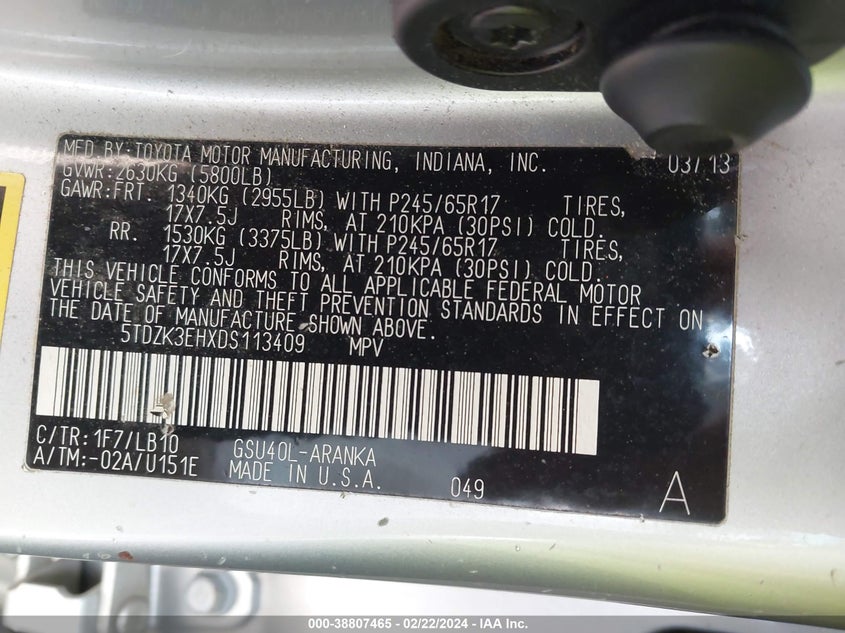 MFD.BY:TOYOTA MOTOR MANUFACTURING, INDIANA, INC. 03/13
GVWR:2630KG (5800LB)
GAWR:FRT. 1340KG (2955LB) WITH P245/65R17 TIRES,
17X7.5J RIMS, AT 210KPA (30PSI) COLD.
RR. 1530KG (3375LB) WITH P245/65R17 TIRES,
17X7.5J RIMS, AT 210KPA (30PSI) COLD.
THIS VEHICLE CONFORMS TO ALL APPLICABLE FEDERAL MOTOR
VEHICLE SAFETY AND THEFT PREVENTION STANDARDS IN EFFECT ON
THE DATE OF MANUFACTURE SHOWN ABOVE.
5TDZK3EHXDS113409 MPV
C/TR:1F7/LB10 GSU40L-ARANKA
A/TM:-02A/U151E MADE IN U.S.A. 049 A
000-38807465 - 02/22/2024 - IAA Inc.